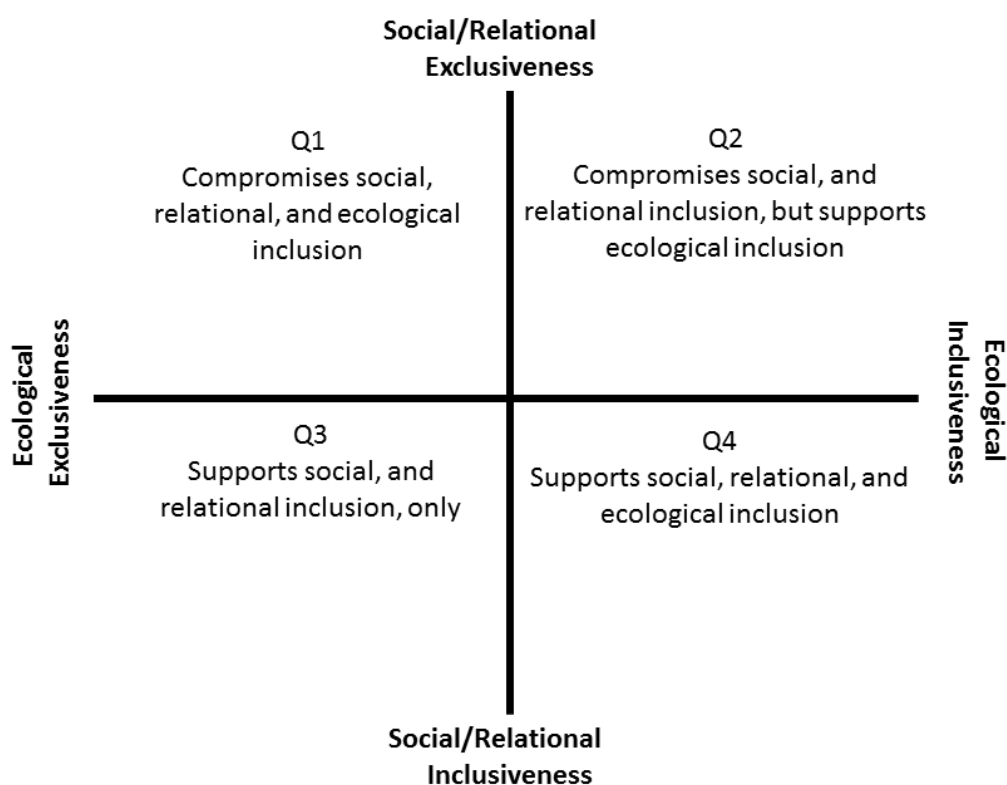 Social/Relational
Exclusiveness
Q1
Compromises social,
relational, and ecological
inclusion
Q2
Compromises social, and
relational inclusion, but supports
ecological inclusion
Ecological
Exclusiveness
Ecological
Inclusiveness
Q3
Supports social, and
relational inclusion, only
Q4
Supports social, relational, and
ecological inclusion
Social/Relational
Inclusiveness